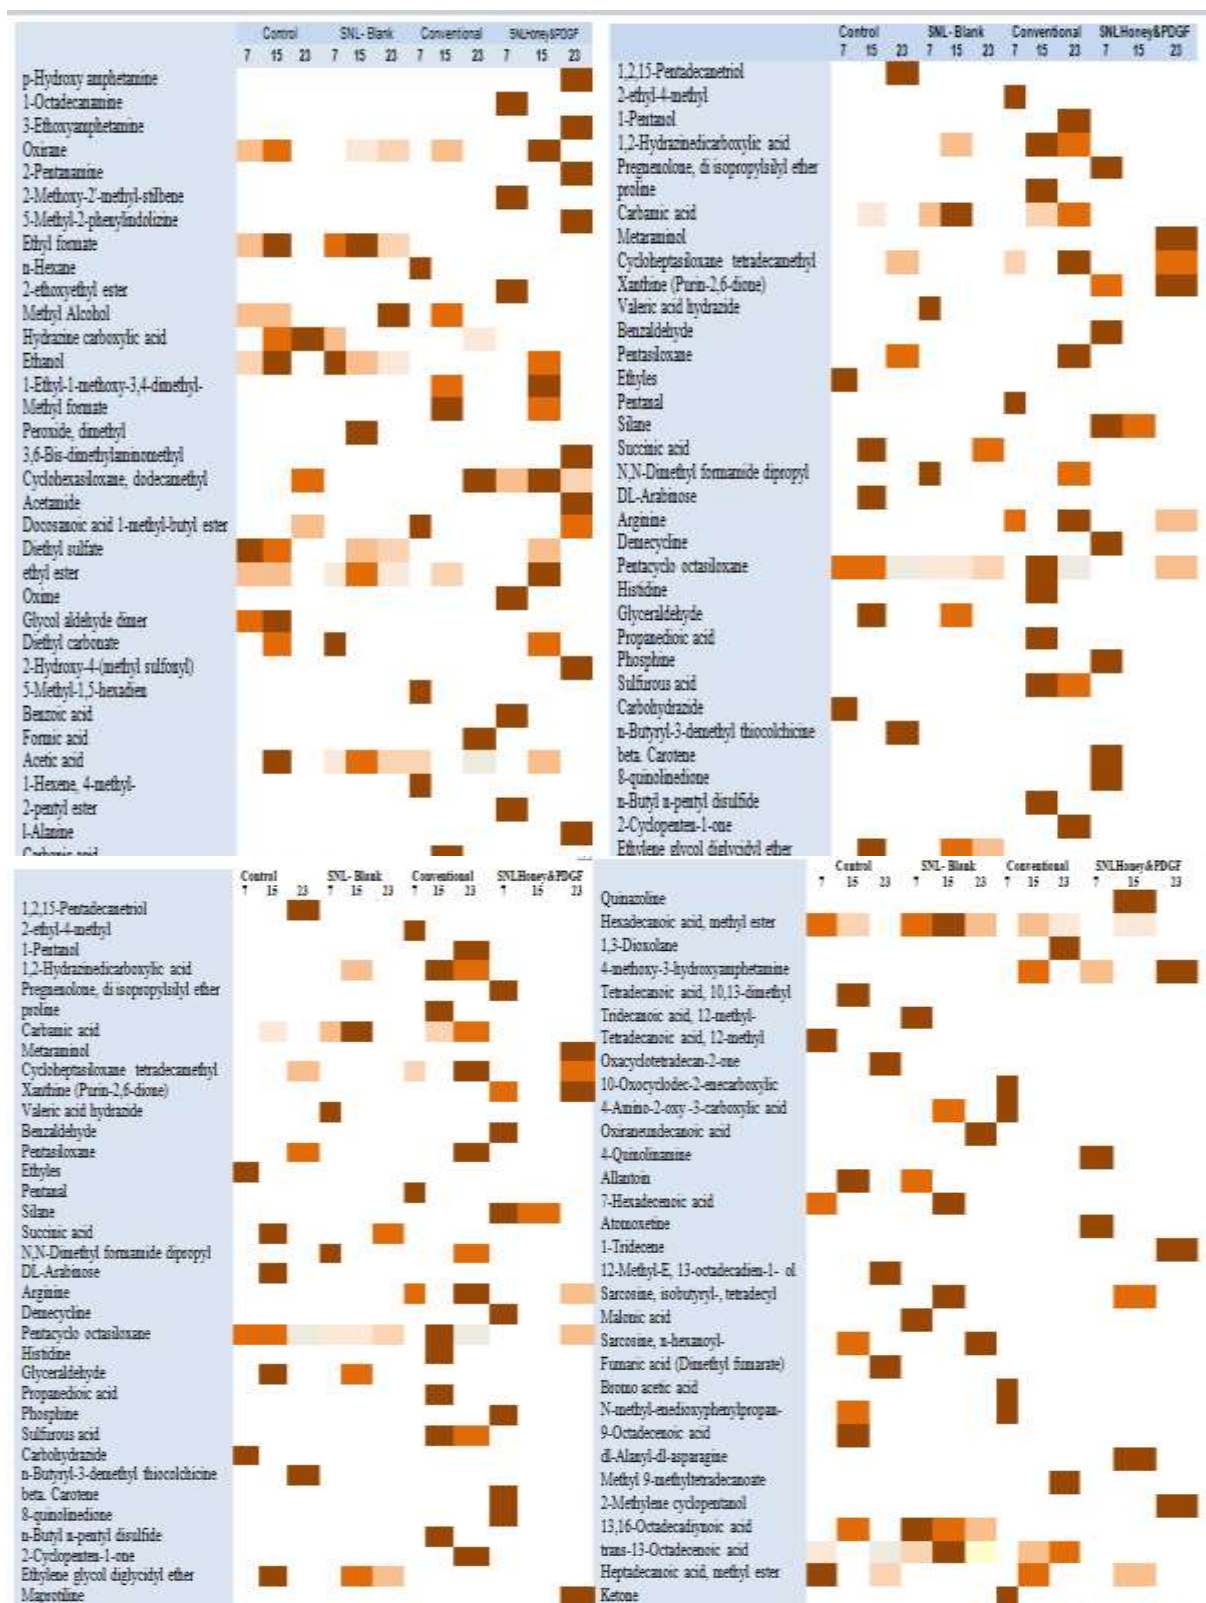 Control SNL- Blank Conventional SNLHoney&PDGF
7 15 23 7 15 23 7 15 23 7 15 23
p-Hydroxy amphetamine
1-Octadecanamine
3-Ethoxyamphetamine
Oxirane
2-Pentanamine
2-Methoxy-2'-methyl-stilbene
5-Methyl-2-phenylindolizine
Ethyl formate
n-Hexane
2-ethoxyethyl ester
Methyl Alcohol
Hydrazine carboxylic acid
Ethanol
1-Ethyl-1-methoxy-3,4-dimethyl-
Methyl formate
Peroxide, dimethyl
3,6-Bis-dimethylaminomethyl
Cyclohexasiloxane, dodecamethyl
Acetamide
Docosanoic acid 1-methyl-butyl ester
Diethyl sulfate
ethyl ester
Oxime
Glycol aldehyde dimer
Diethyl carbonate
2-Hydroxy-4-(methyl sulfonyl)
5-Methyl-1,5-hexadien
Benzoic acid
Formic acid
Acetic acid
1-Hexene, 4-methyl-
2-pentyl ester
l-Alanine
Carbonic acid
Control SNL- Blank Conventional SNLHoney&PDGF
7 15 23 7 15 23 7 15 23 7 15 23
1,2,15-Pentadecanetriol
2-ethyl-4-methyl
1-Pentanol
1,2-Hydrazinedicarboxylic acid
Pregnenolone, di isopropylsilyl ether
proline
Carbamic acid
Metaraminol
Cycloheptasiloxane tetradecamethyl
Xanthine (Purin-2,6-dione)
Valeric acid hydrazide
Benzaldehyde
Pentasiloxane
Ethyles
Pentanal
Silane
Succinic acid
N,N-Dimethyl formamide dipropyl
DL-Arabinose
Arginine
Demecycline
Pentacyclo octasiloxane
Histidine
Glyceraldehyde
Propanedioic acid
Phosphine
Sulfurous acid
Carbohydrazide
n-Butyryl-3-demethyl thiocolchicine
beta. Carotene
8-quinolinedione
n-Butyl n-pentyl disulfide
2-Cyclopenten-1-one
Ethylene glycol diglycidyl ether
Control SNL- Blank Conventional SNLHoney&PDGF
7 15 23 7 15 23 7 15 23 7 15 23
1,2,15-Pentadecanetriol
2-ethyl-4-methyl
1-Pentanol
1,2-Hydrazinedicarboxylic acid
Pregnenolone, di isopropylsilyl ether
proline
Carbamic acid
Metaraminol
Cycloheptasiloxane tetradecamethyl
Xanthine (Purin-2,6-dione)
Valeric acid hydrazide
Benzaldehyde
Pentasiloxane
Ethyles
Pentanal
Silane
Succinic acid
N,N-Dimethyl formamide dipropyl
DL-Arabinose
Arginine
Demecycline
Pentacyclo octasiloxane
Histidine
Glyceraldehyde
Propanedioic acid
Phosphine
Sulfurous acid
Carbohydrazide
n-Butyryl-3-demethyl thiocolchicine
beta. Carotene
8-quinolinedione
n-Butyl n-pentyl disulfide
2-Cyclopenten-1-one
Ethylene glycol diglycidyl ether
Maprotiline
Control SNL- Blank Conventional SNLHoney&PDGF
7 15 23 7 15 23 7 15 23 7 15 23
Quinazoline
Hexadecanoic acid, methyl ester
1,3-Dioxolane
4-methoxy-3-hydroxyamphetamine
Tetradecanoic acid, 10,13-dimethyl
Tridecanoic acid, 12-methyl-
Tetradecanoic acid, 12-methyl
Oxacyclotetradecan-2-one
10-Oxocyclodec-2-enecarboxylic
4-Amino-2-oxy -3-carboxylic acid
Oxiraneundecanoic acid
4-Quinolinamine
Allantoin
7-Hexadecenoic acid
Atomoxetine
1-Tridecene
12-Methyl-E, 13-octadecadien-1- ol
Sarcosine, isobutyryl-, tetradecyl
Malonic acid
Sarcosine, n-hexanoyl-
Fumaric acid (Dimethyl fumarate)
Bromo acetic acid
N-methyl-enedioxyphenylpropan-
9-Octadecenoic acid
dl-Alanyl-dl-asparagine
Methyl 9-methyltetradecanoate
2-Methylene cyclopentanol
13,16-Octadecadiynoic acid
trans-13-Octadecenoic acid
Heptadecanoic acid, methyl ester
Ketone